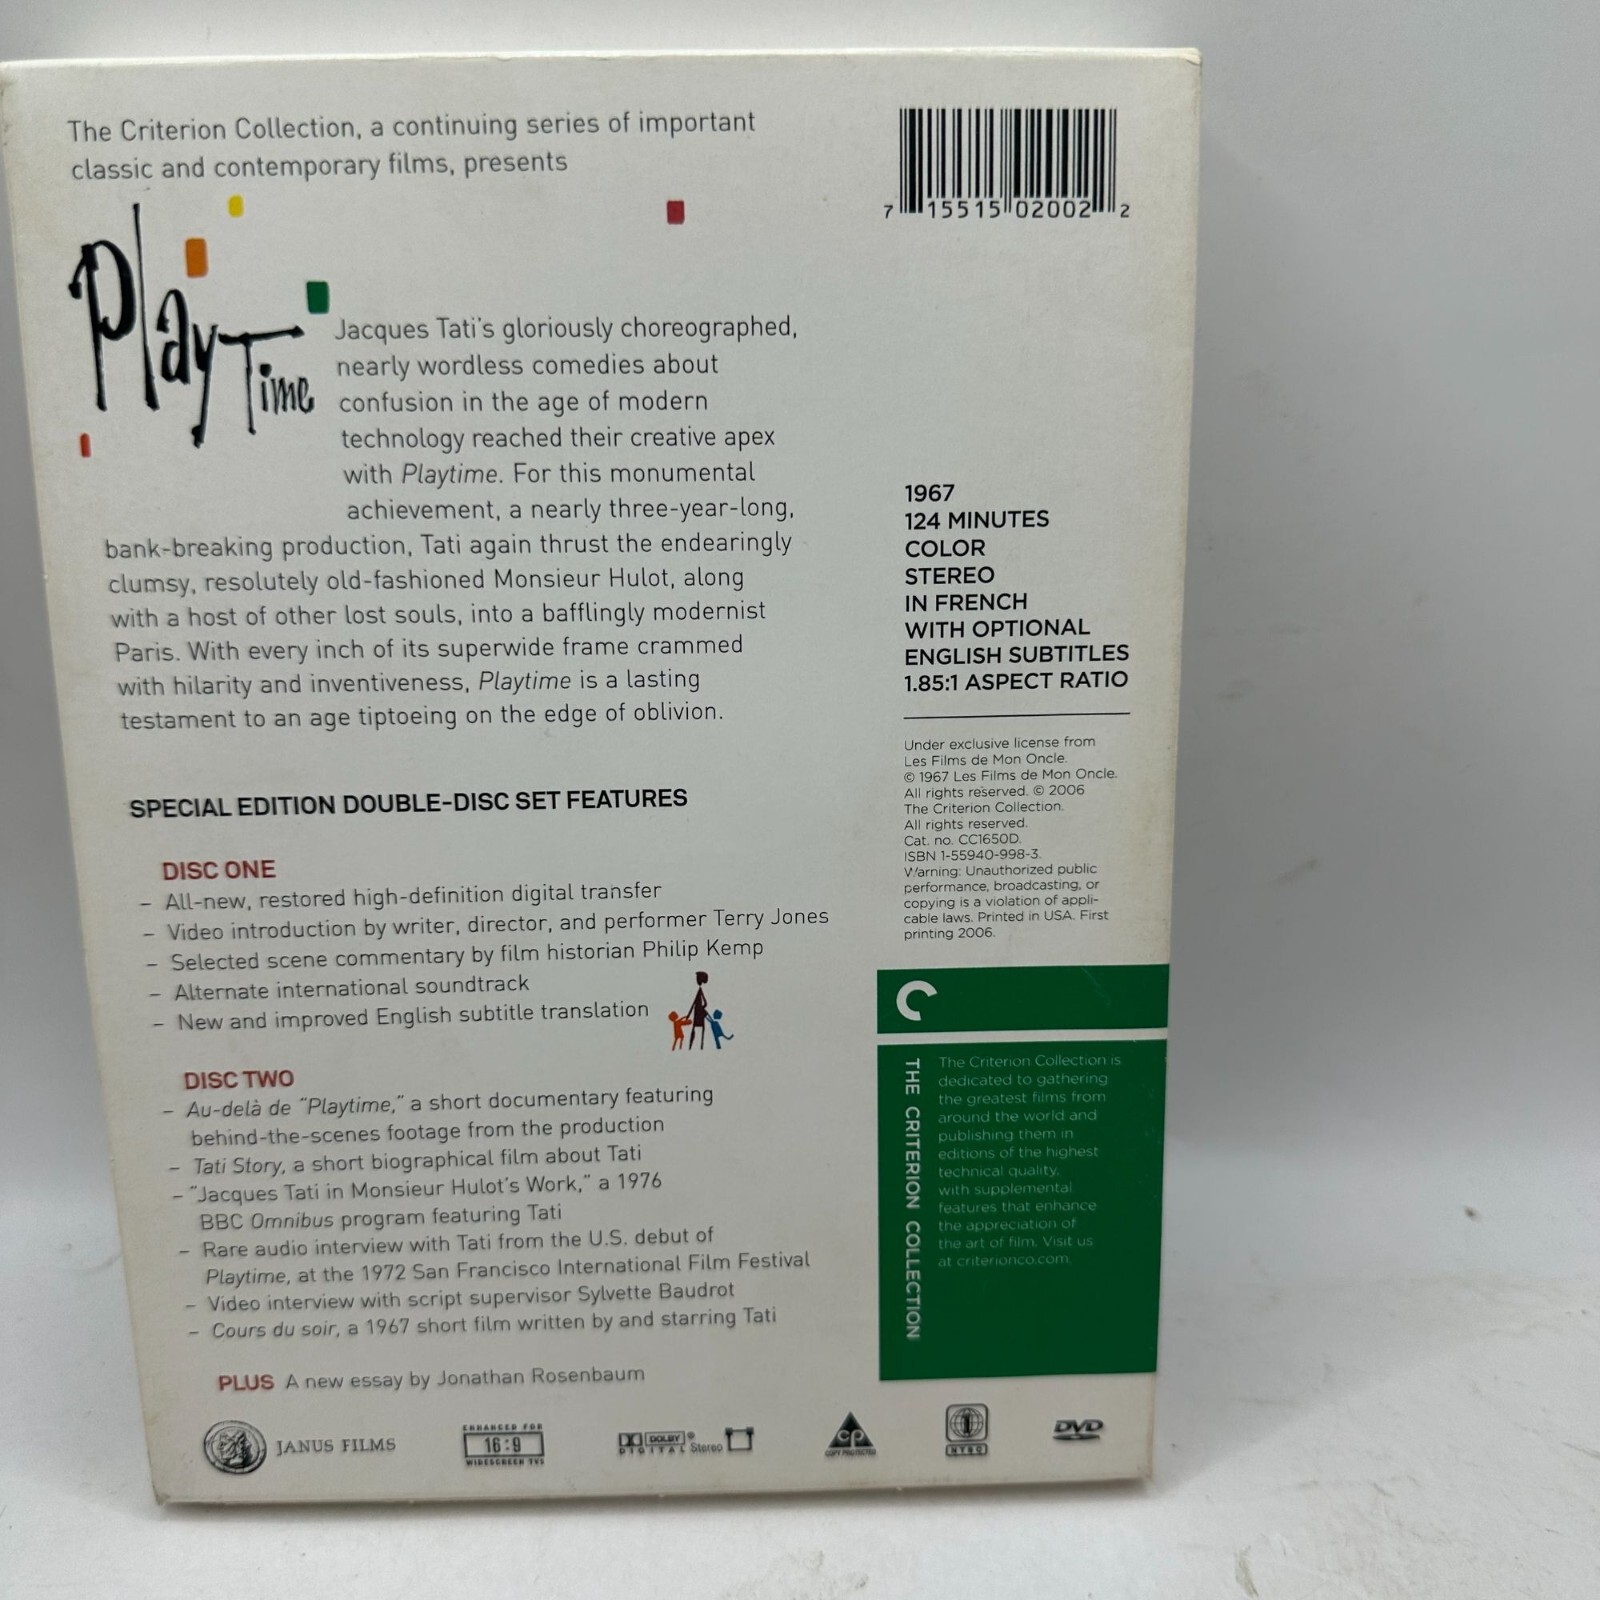 The Criterion Collection, a continuing series of important
classic and contemporary films, presents
PlayTime
Jacques Tati's gloriously choreographed,
nearly wordless comedies about
confusion in the age of modern
technology reached their creative apex
with Playtime. For this monumental
achievement, a nearly three-year-long,
bank-breaking production, Tati again thrust the endearingly
clumsy, resolutely old-fashioned Monsieur Hulot, along
with a host of other lost souls, into a bafflingly modernist
Paris. With every inch of its superwide frame crammed
with hilarity and inventiveness, Playtime is a lasting
testament to an age tiptoeing on the edge of oblivion.
SPECIAL EDITION DOUBLE-DISC SET FEATURES
DISC ONE
– All-new, restored high-definition digital transfer
– Video introduction by writer, director, and performer Terry Jones
– Selected scene commentary by film historian Philip Kemp
– Alternate international soundtrack
– New and improved English subtitle translation
DISC TWO
– Au-delà de "Playtime," a short documentary featuring
behind-the-scenes footage from the production
– Tati Story, a short biographical film about Tati
– "Jacques Tati in Monsieur Hulot's Work," a 1976
BBC Omnibus program featuring Tati
– Rare audio interview with Tati from the U.S. debut of
Playtime, at the 1972 San Francisco International Film Festival
– Video interview with script supervisor Sylvette Baudrot
– Cours du soir, a 1967 short film written by and starring Tati
PLUS A new essay by Jonathan Rosenbaum
7 15515 02002 2
1967
124 MINUTES
COLOR
STEREO
IN FRENCH
WITH OPTIONAL
ENGLISH SUBTITLES
1.85:1 ASPECT RATIO
Under exclusive license from
Les Films de Mon Oncle.
© 1967 Les Films de Mon Oncle.
All rights reserved. © 2006
The Criterion Collection.
All rights reserved.
Cat. no. CC1650D.
ISBN 1-55940-998-3.
Warning: Unauthorized public
performance, broadcasting, or
copying is a violation of appli-
cable laws. Printed in USA. First
printing 2006.
THE CRITERION COLLECTION
The Criterion Collection is
dedicated to gathering
the greatest films from
around the world and
publishing them in
editions of the highest
technical quality,
with supplemental
features that enhance
the appreciation of
the art of film. Visit us
at criterionco.com.
JANUS FILMS
ENHANCED FOR
16:9
WIDESCREEN TVS
DOLBY
DIGITAL Stereo
CP
COPY PROTECTED
1
NTSC
DVD